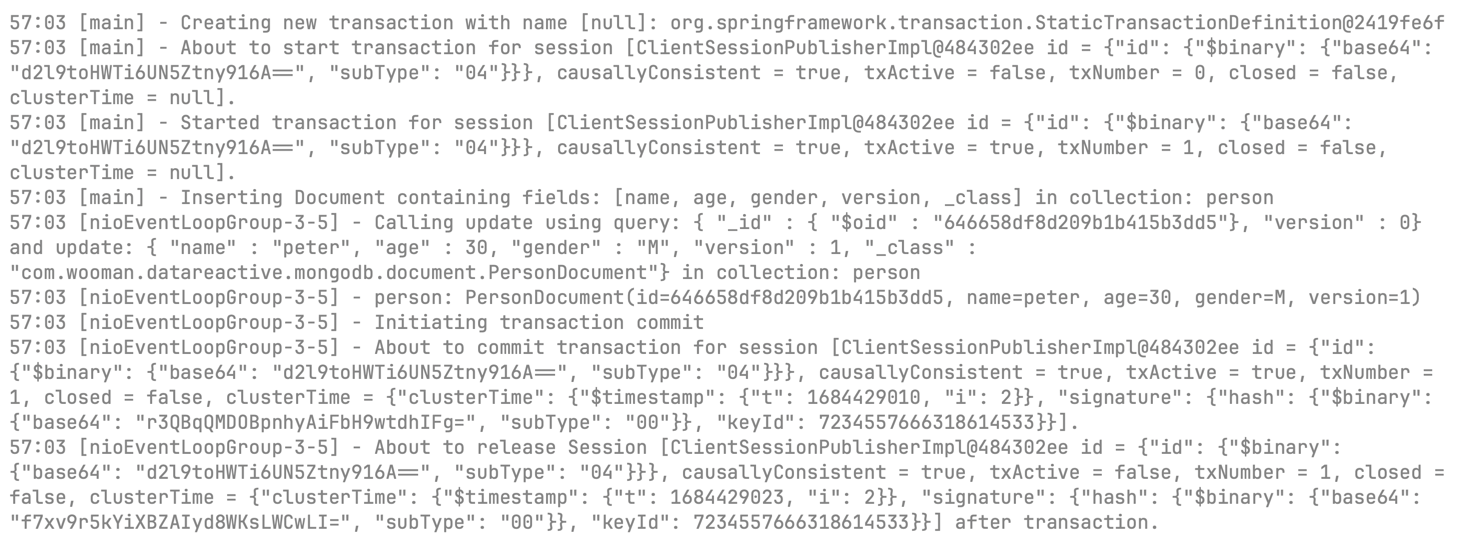 57:03 [main] - Creating new transaction with name [null]: org.springframework.transaction.StaticTransactionDefinition@2419fe6f
57:03 [main] - About to start transaction for session [ClientSessionPublisherImpl@484302ee id = {"id": {"$binary": {"base64":
"d2l9toHWTi6UN5Ztny916A==", "subType": "04"}}}, causallyConsistent = true, txActive = false, txNumber = 0, closed = false,
clusterTime = null].
57:03 [main] - Started transaction for session [ClientSessionPublisherImpl@484302ee id = {"id": {"$binary": {"base64":
"d2l9toHWTi6UN5Ztny916A==", "subType": "04"}}}, causallyConsistent = true, txActive = true, txNumber = 1, closed = false,
clusterTime = null].
57:03 [main] - Inserting Document containing fields: [name, age, gender, version, _class] in collection: person
57:03 [nioEventLoopGroup-3-5] - Calling update using query: { "_id" : { "$oid" : "646658df8d209b1b415b3dd5"}, "version" : 0}
and update: { "name" : "peter", "age" : 30, "gender" : "M", "version" : 1, "_class" :
"com.wooman.datareactive.mongodb.document.PersonDocument"} in collection: person
57:03 [nioEventLoopGroup-3-5] - person: PersonDocument(id=646658df8d209b1b415b3dd5, name=peter, age=30, gender=M, version=1)
57:03 [nioEventLoopGroup-3-5] - Initiating transaction commit
57:03 [nioEventLoopGroup-3-5] - About to commit transaction for session [ClientSessionPublisherImpl@484302ee id = {"id":
{"$binary": {"base64": "d2l9toHWTi6UN5Ztny916A==", "subType": "04"}}}, causallyConsistent = true, txActive = true, txNumber =
1, closed = false, clusterTime = {"clusterTime": {"$timestamp": {"t": 1684429010, "i": 2}}, "signature": {"hash": {"$binary":
{"base64": "r3QBqQMDOBpnhyAiFbH9wtdhIFg=", "subType": "00"}}, "keyId": 7234557666318614533}}].
57:03 [nioEventLoopGroup-3-5] - About to release Session [ClientSessionPublisherImpl@484302ee id = {"id": {"$binary":
{"base64": "d2l9toHWTi6UN5Ztny916A==", "subType": "04"}}}, causallyConsistent = true, txActive = false, txNumber = 1, closed =
false, clusterTime = {"clusterTime": {"$timestamp": {"t": 1684429023, "i": 2}}, "signature": {"hash": {"$binary": {"base64":
"f7xv9r5kYiXBZAIyd8WKsLWCwLI=", "subType": "00"}}, "keyId": 7234557666318614533}}] after transaction.